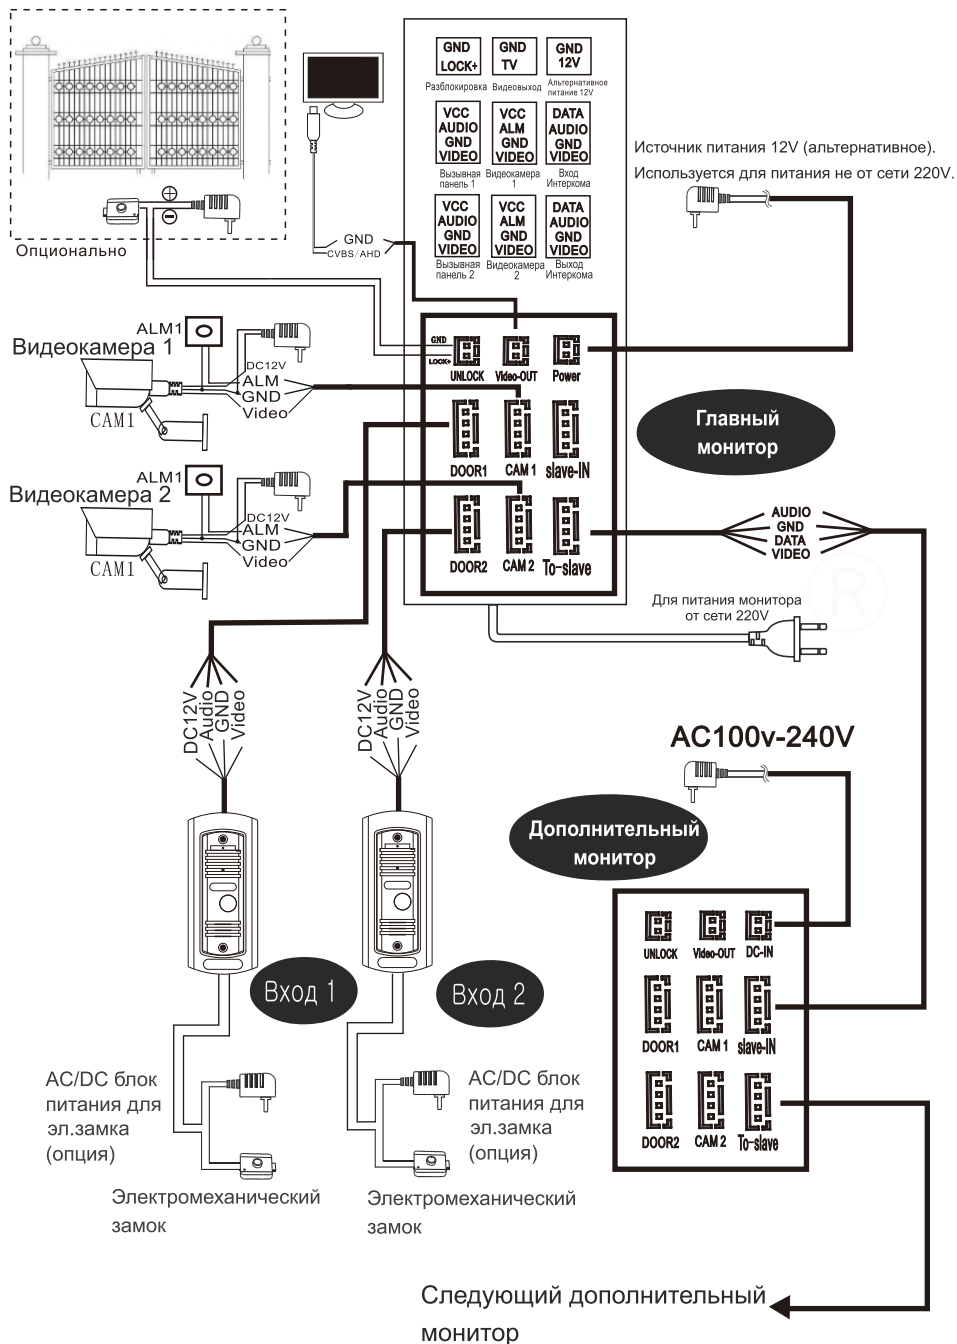 GND
LOCK+
Разблокировка
GND
TV
Видеовыход
GND
12V
Альтернативное
питание 12V
VCC
AUDIO
GND
VIDEO
Вызывная
панель 1
VCC
ALM
GND
VIDEO
Видеокамера
1
DATA
AUDIO
GND
VIDEO
Вход
Интеркома
VCC
AUDIO
GND
VIDEO
Вызывная
панель 2
VCC
ALM
GND
VIDEO
Видеокамера
2
DATA
AUDIO
GND
VIDEO
Выход
Интеркома
Источник питания 12V (альтернативное).
Используется для питания не от сети 220V.
Опционально
GND
CVBS/AHD
GND
LOCK+
UNLOCK
Video-OUT
Power
DOOR1
CAM 1
slave-IN
DOOR2
CAM 2
To-slave
ALM1
Видеокамера 1
DC12V
ALM
GND
Video
CAM1
ALM1
Видеокамера 2
DC12V
ALM
GND
Video
CAM1
Главный
монитор
AUDIO
GND
DATA
VIDEO
®
Для питания монитора
от сети 220V
DC12V
Audio
GND
Video
DC12V
Audio
GND
Video
AC100v-240V
Дополнительный
монитор
UNLOCK
Video-OUT
DC-IN
DOOR1
CAM 1
slave-IN
DOOR2
CAM 2
To-slave
Вход 1
Вход 2
AC/DC блок
питания для
эл.замка
(опция)
AC/DC блок
питания для
эл.замка
(опция)
Электромеханический
замок
Электромеханический
замок
Следующий дополнительный
монитор